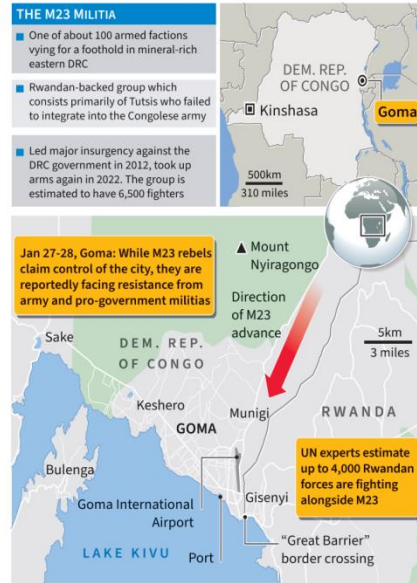 THE M23 MILITIA
One of about 100 armed factions
vying for a foothold in mineral-rich
eastern DRC
Rwandan-backed group which
consists primarily of Tutsis who failed
to integrate into the Congolese army
Led major insurgency against the
DRC government in 2012, took up
arms again in 2022. The group is
estimated to have 6,500 fighters
DEM. REP.
OF CONGO
Kinshasa
Goma
500km
310 miles
Jan 27-28, Goma: While M23 rebels
claim control of the city, they are
reportedly facing resistance from
army and pro-government militias
Mount
Nyiragongo
Direction
of M23
advance
5km
3 miles
Sake
DEM. REP.
OF CONGO
Keshero
Munigi
RWANDA
GOMA
Bulenga
UN experts estimate
up to 4,000 Rwandan
forces are fighting
alongside M23
Goma International
Airport
Gisenyi
LAKE KIVU
Port
“Great Barrier”
border crossing